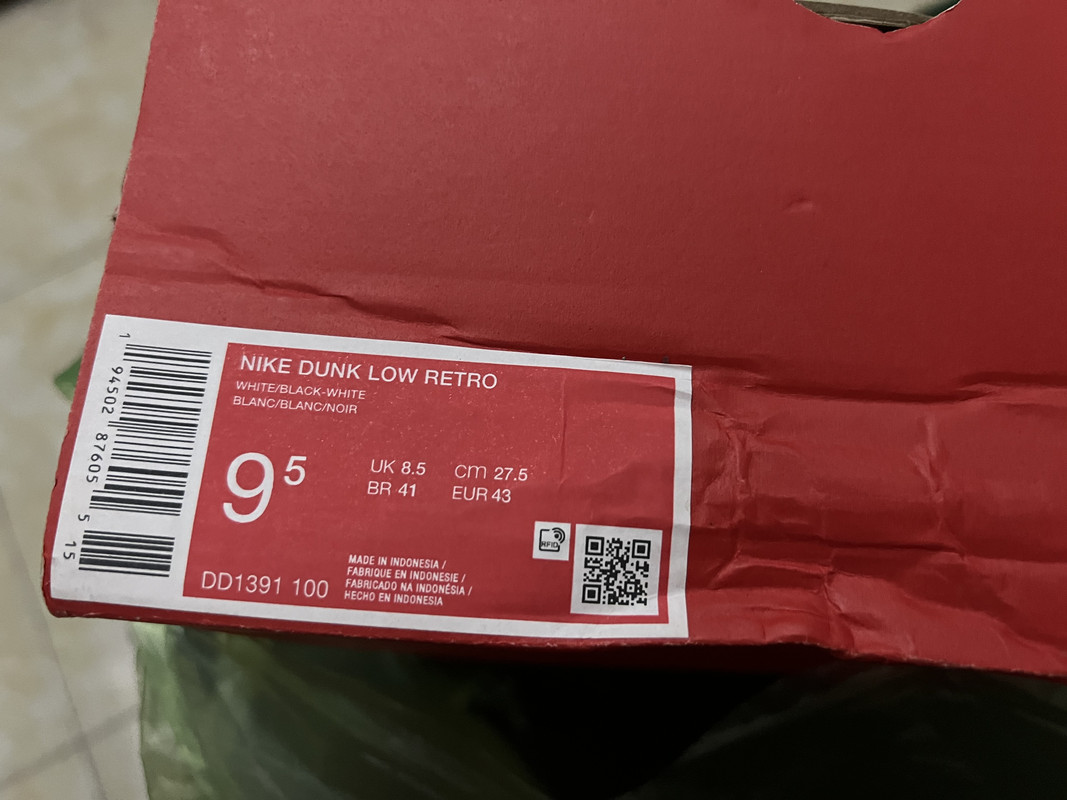 NIKE DUNK LOW RETRO
WHITE/BLACK-WHITE
BLANC/BLANC/NOIR
9 5
UK 8.5 cm 27.5
BR 41 EUR 43
RFID
DD1391 100
MADE IN INDONESIA /
FABRIQUE EN INDONESIE /
FABRICADO NA INDONÉSIA /
HECHO EN INDONESIA
1 94502 87605 5 15